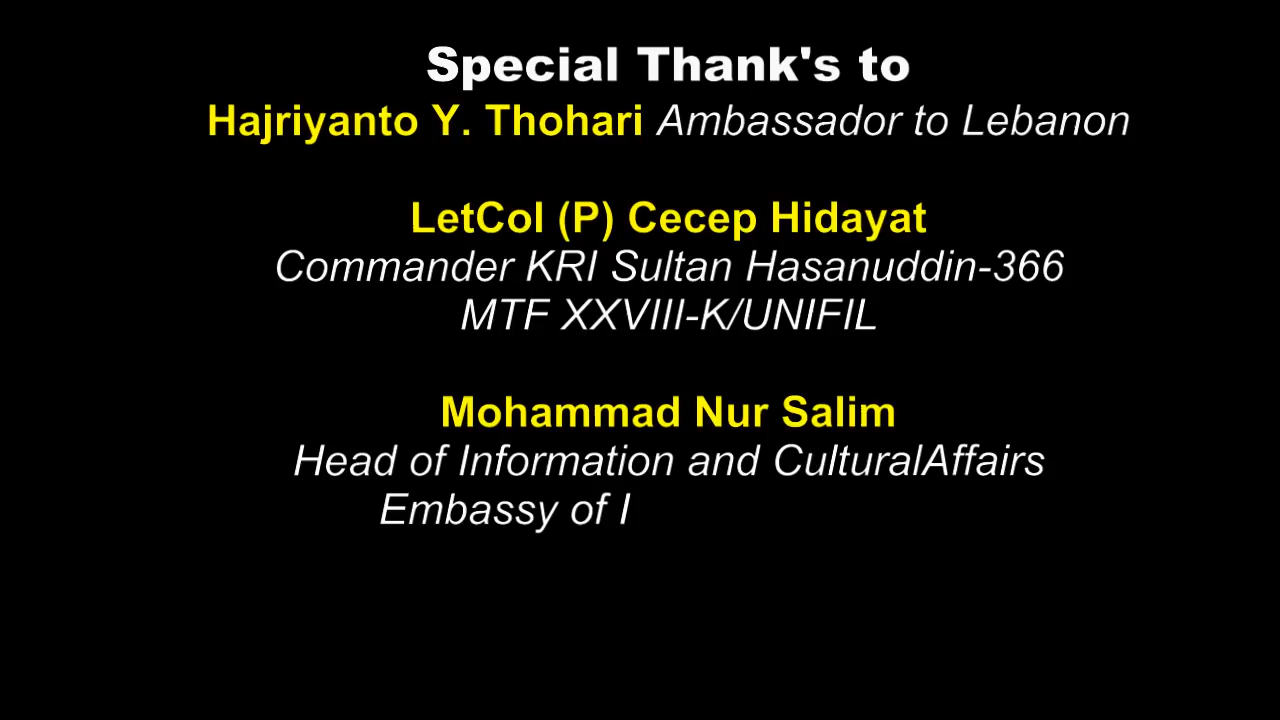 Special Thank's to
Hajriyanto Y. Thohari Ambassador to Lebanon
LetCol (P) Cecep Hidayat
Commander KRI Sultan Hasanuddin-366
MTF XXVIII-K/UNIFIL
Mohammad Nur Salim
Head of Information and CulturalAffairs
Embassy of I